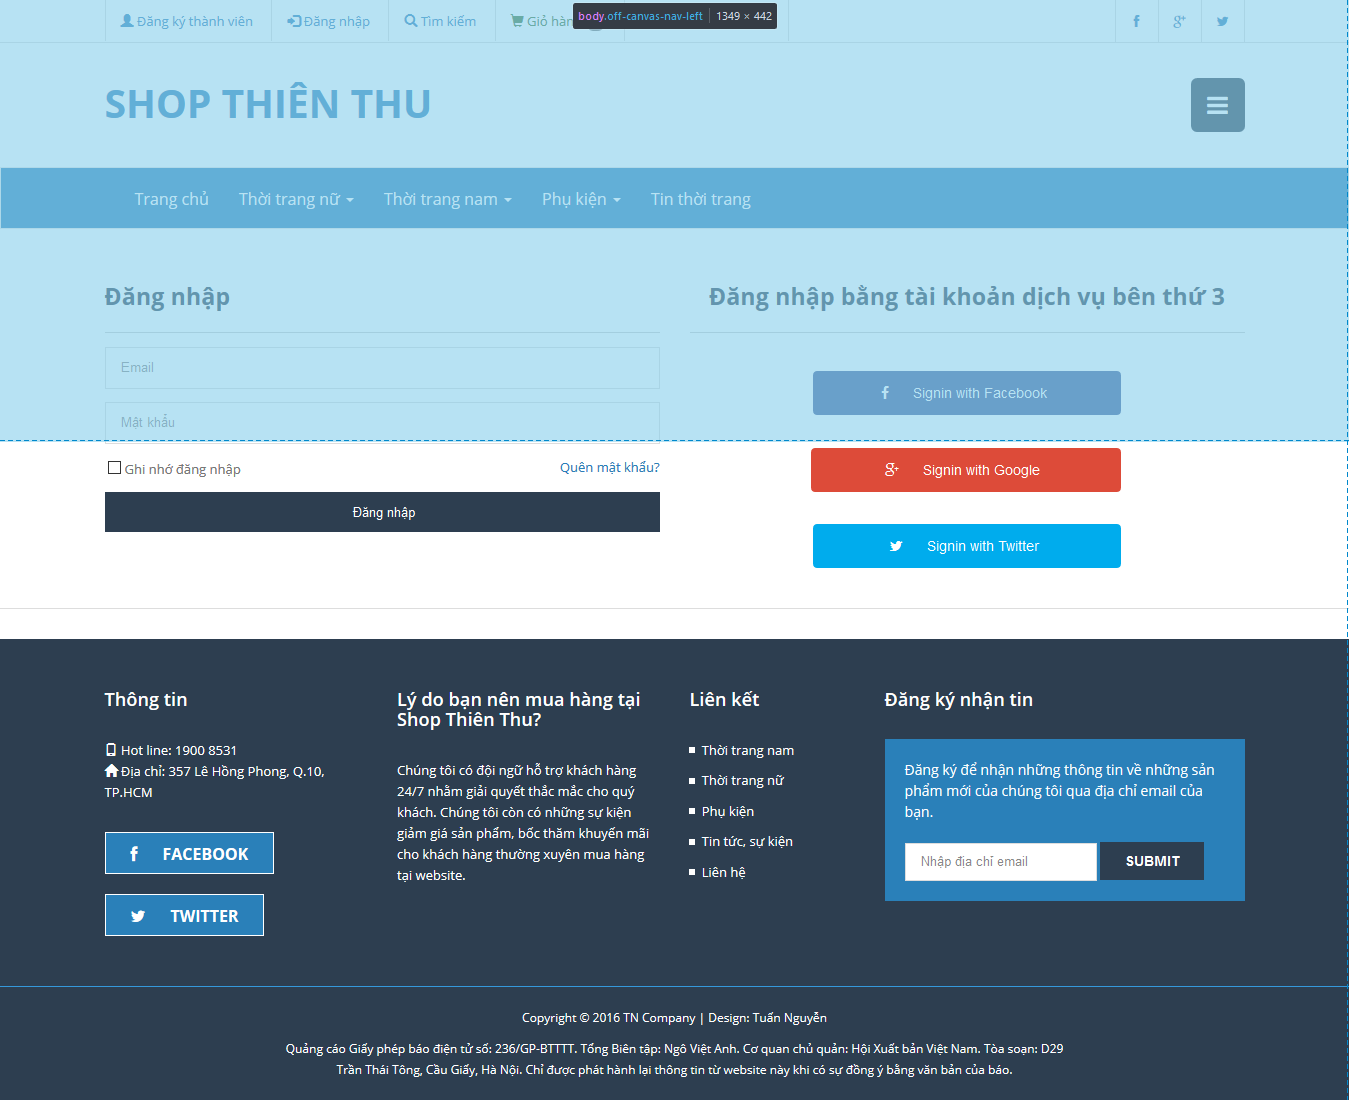 Đăng ký thành viên
Đăng nhập
Tìm kiếm
Giỏ hàn
body.off-canvas-nav-left | 1349 × 442
SHOP THIÊN THU
Trang chủ
Thời trang nữ
Thời trang nam
Phụ kiện
Tin thời trang
Đăng nhập
Email
Mật khẩu
Ghi nhớ đăng nhập
Quên mật khẩu?
Đăng nhập
Đăng nhập bằng tài khoản dịch vụ bên thứ 3
Signin with Facebook
Signin with Google
Signin with Twitter
Thông tin
Hot line: 1900 8531
Địa chỉ: 357 Lê Hồng Phong, Q.10,
TP.HCM
FACEBOOK
TWITTER
Lý do bạn nên mua hàng tại
Shop Thiên Thu?
Chúng tôi có đội ngữ hỗ trợ khách hàng
24/7 nhằm giải quyết thắc mắc cho quý
khách. Chúng tôi còn có những sự kiện
giảm giá sản phẩm, bốc thăm khuyến mãi
cho khách hàng thường xuyên mua hàng
tại website.
Liên kết
Thời trang nam
Thời trang nữ
Phụ kiện
Tin tức, sự kiện
Liên hệ
Đăng ký nhận tin
Đăng ký để nhận những thông tin về những sản
phẩm mới của chúng tôi qua địa chỉ email của
bạn.
Nhập địa chỉ email
SUBMIT
Copyright © 2016 TN Company | Design: Tuấn Nguyễn
Quảng cáo Giấy phép báo điện tử số: 236/GP-BTTTT. Tổng Biên tập: Ngô Việt Anh. Cơ quan chủ quản: Hội Xuất bản Việt Nam. Tòa soạn: D29
Trần Thái Tông, Cầu Giấy, Hà Nội. Chỉ được phát hành lại thông tin từ website này khi có sự đồng ý bằng văn bản của báo.